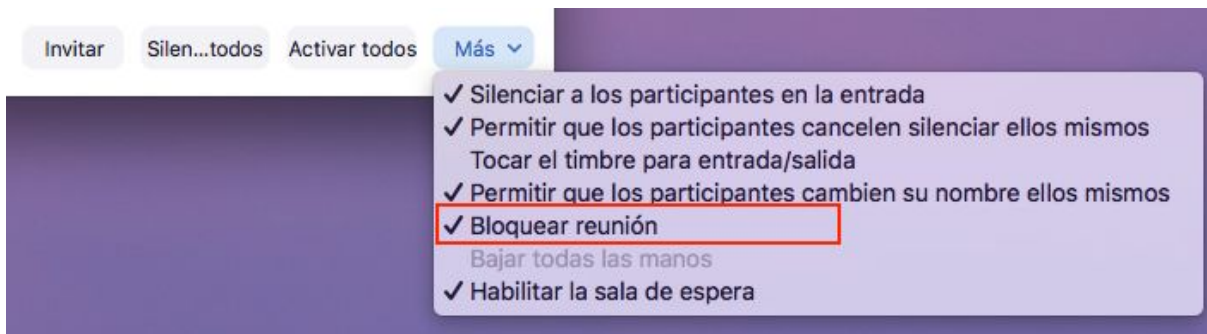 Invitar Silen...todos Activar todos Más
Silenciar a los participantes en la entrada
Permitir que los participantes cancelen silenciar ellos mismos
Tocar el timbre para entrada/salida
Permitir que los participantes cambien su nombre ellos mismos
Bloquear reunión
Bajar todas las manos
Habilitar la sala de espera